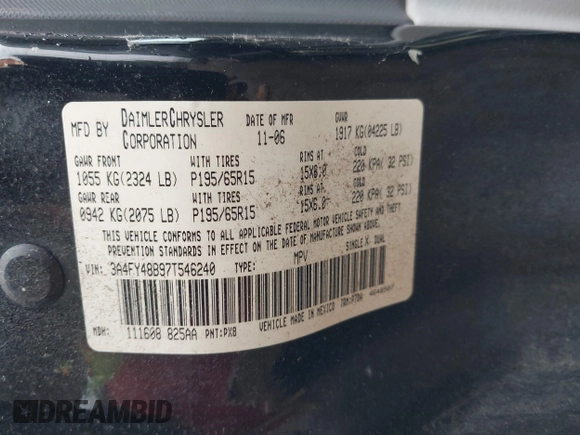 MFD BY DAIMLERCHRYSLER CORPORATION DATE OF MFR 11-06 GVWR 1917 KG(04225 LB)
GAWR FRONT WITH TIRES RIMS AT COLD
1055 KG(2324 LB) P195/65R15 15X6.0 220 KPA( 32 PSI)
GAWR REAR WITH TIRES RIMS AT COLD
0942 KG(2075 LB) P195/65R15 15X6.0 220 KPA( 32 PSI)
THIS VEHICLE CONFORMS TO ALL APPLICABLE FEDERAL MOTOR VEHICLE SAFETY AND THEFT
PREVENTION STANDARDS IN EFFECT ON THE DATE OF MANUFACTURE SHOWN ABOVE.
VIN: 3A4FY48B97T546240 TYPE: MPV SINGLE X DUAL
MDH: 111608 825AA PNT:PX8 VEHICLE MADE IN MEXICO
DREAMBID